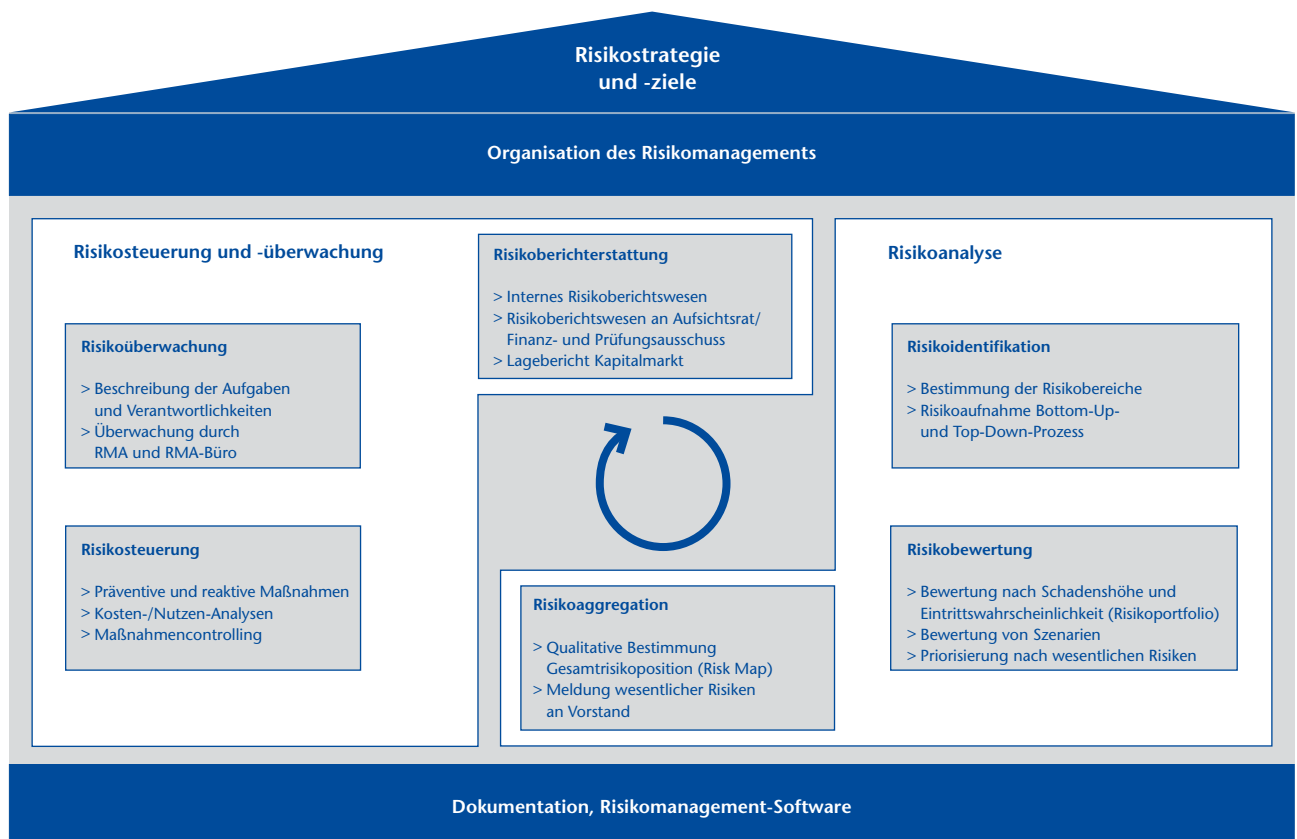 Risikostrategie
und -ziele
Organisation des Risikomanagements
Risikosteuerung und -überwachung
Risikoberichterstattung
> Internes Risikoberichtswesen
> Risikoberichtswesen an Aufsichtsrat/
Finanz- und Prüfungsausschuss
> Lagebericht Kapitalmarkt
Risikoüberwachung
> Beschreibung der Aufgaben
und Verantwortlichkeiten
> Überwachung durch
RMA und RMA-Büro
Risikosteuerung
> Präventive und reaktive Maßnahmen
> Kosten-/Nutzen-Analysen
> Maßnahmencontrolling
Risikoanalyse
Risikoidentifikation
> Bestimmung der Risikobereiche
> Risikoaufnahme Bottom-Up-
und Top-Down-Prozess
Risikobewertung
> Bewertung nach Schadenshöhe und
Eintrittswahrscheinlichkeit (Risikoportfolio)
> Bewertung von Szenarien
> Priorisierung nach wesentlichen Risiken
Risikoaggregation
> Qualitative Bestimmung
Gesamtrisikoposition (Risk Map)
> Meldung wesentlicher Risiken
an Vorstand
Dokumentation, Risikomanagement-Software